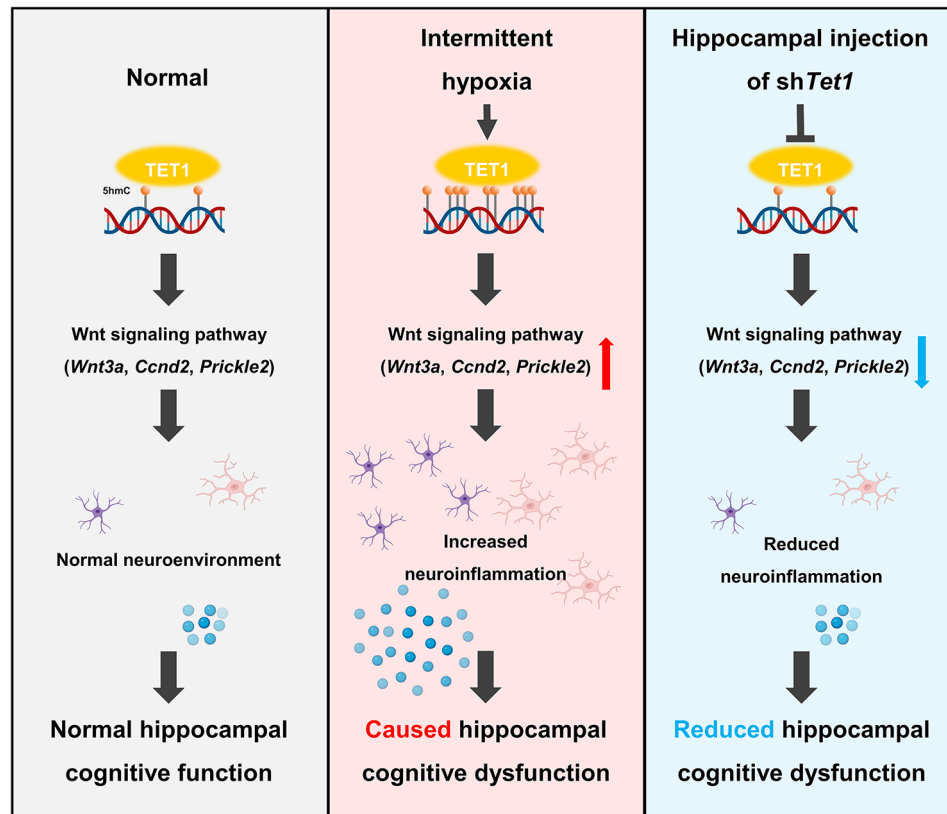 Normal
TET1
5hmC
Wnt signaling pathway
(Wnt3a, Ccnd2, Prickle2)
Normal neuroenvironment
Normal hippocampal
cognitive function
Intermittent
hypoxia
TET1
Wnt signaling pathway
(Wnt3a, Ccnd2, Prickle2)
Increased
neuroinflammation
Caused hippocampal
cognitive dysfunction
Hippocampal injection
of shTet1
TET1
Wnt signaling pathway
(Wnt3a, Ccnd2, Prickle2)
Reduced
neuroinflammation
Reduced hippocampal
cognitive dysfunction